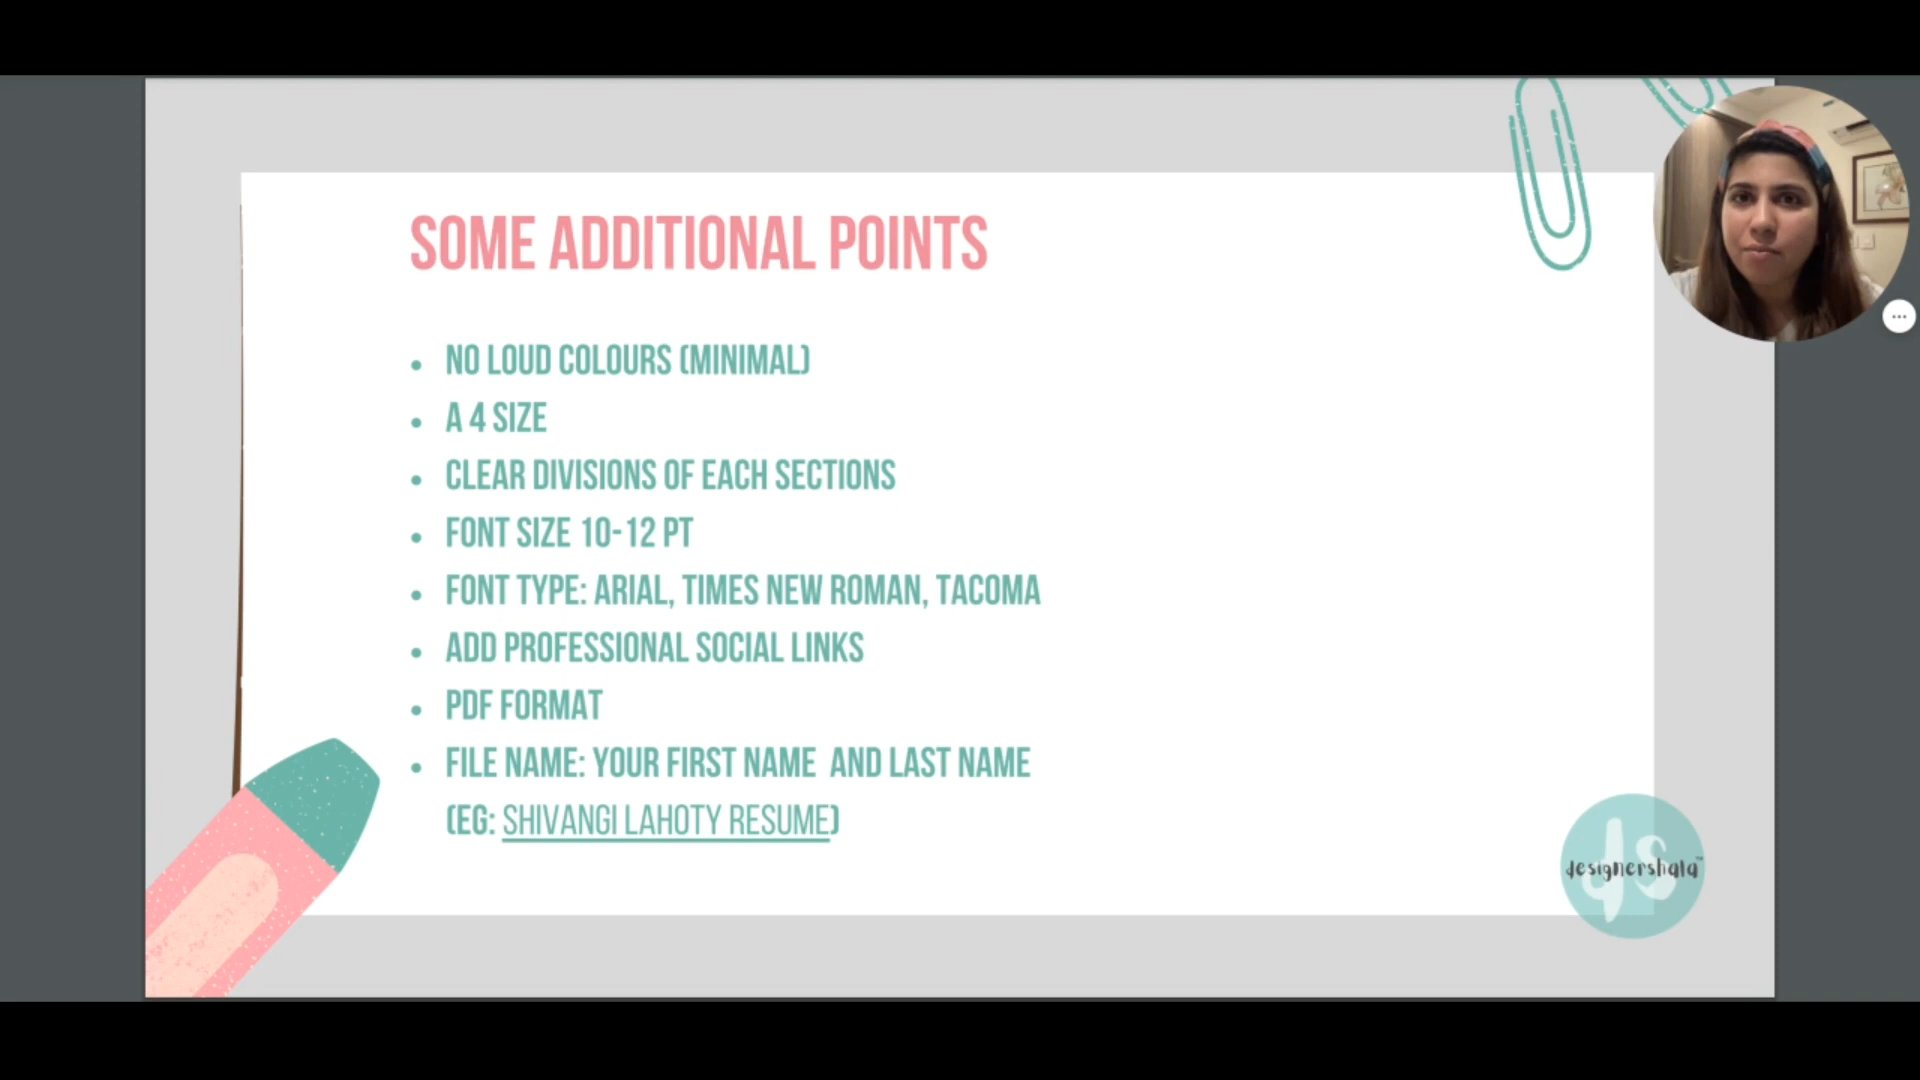 SOME ADDITIONAL POINTS
• NO LOUD COLOURS (MINIMAL)
• A 4 SIZE
• CLEAR DIVISIONS OF EACH SECTIONS
• FONT SIZE 10-12 PT
• FONT TYPE: ARIAL, TIMES NEW ROMAN, TACOMA
• ADD PROFESSIONAL SOCIAL LINKS
• PDF FORMAT
• FILE NAME: YOUR FIRST NAME AND LAST NAME
(EG: SHIVANGI LAHOTY RESUME)
ds
designershala™